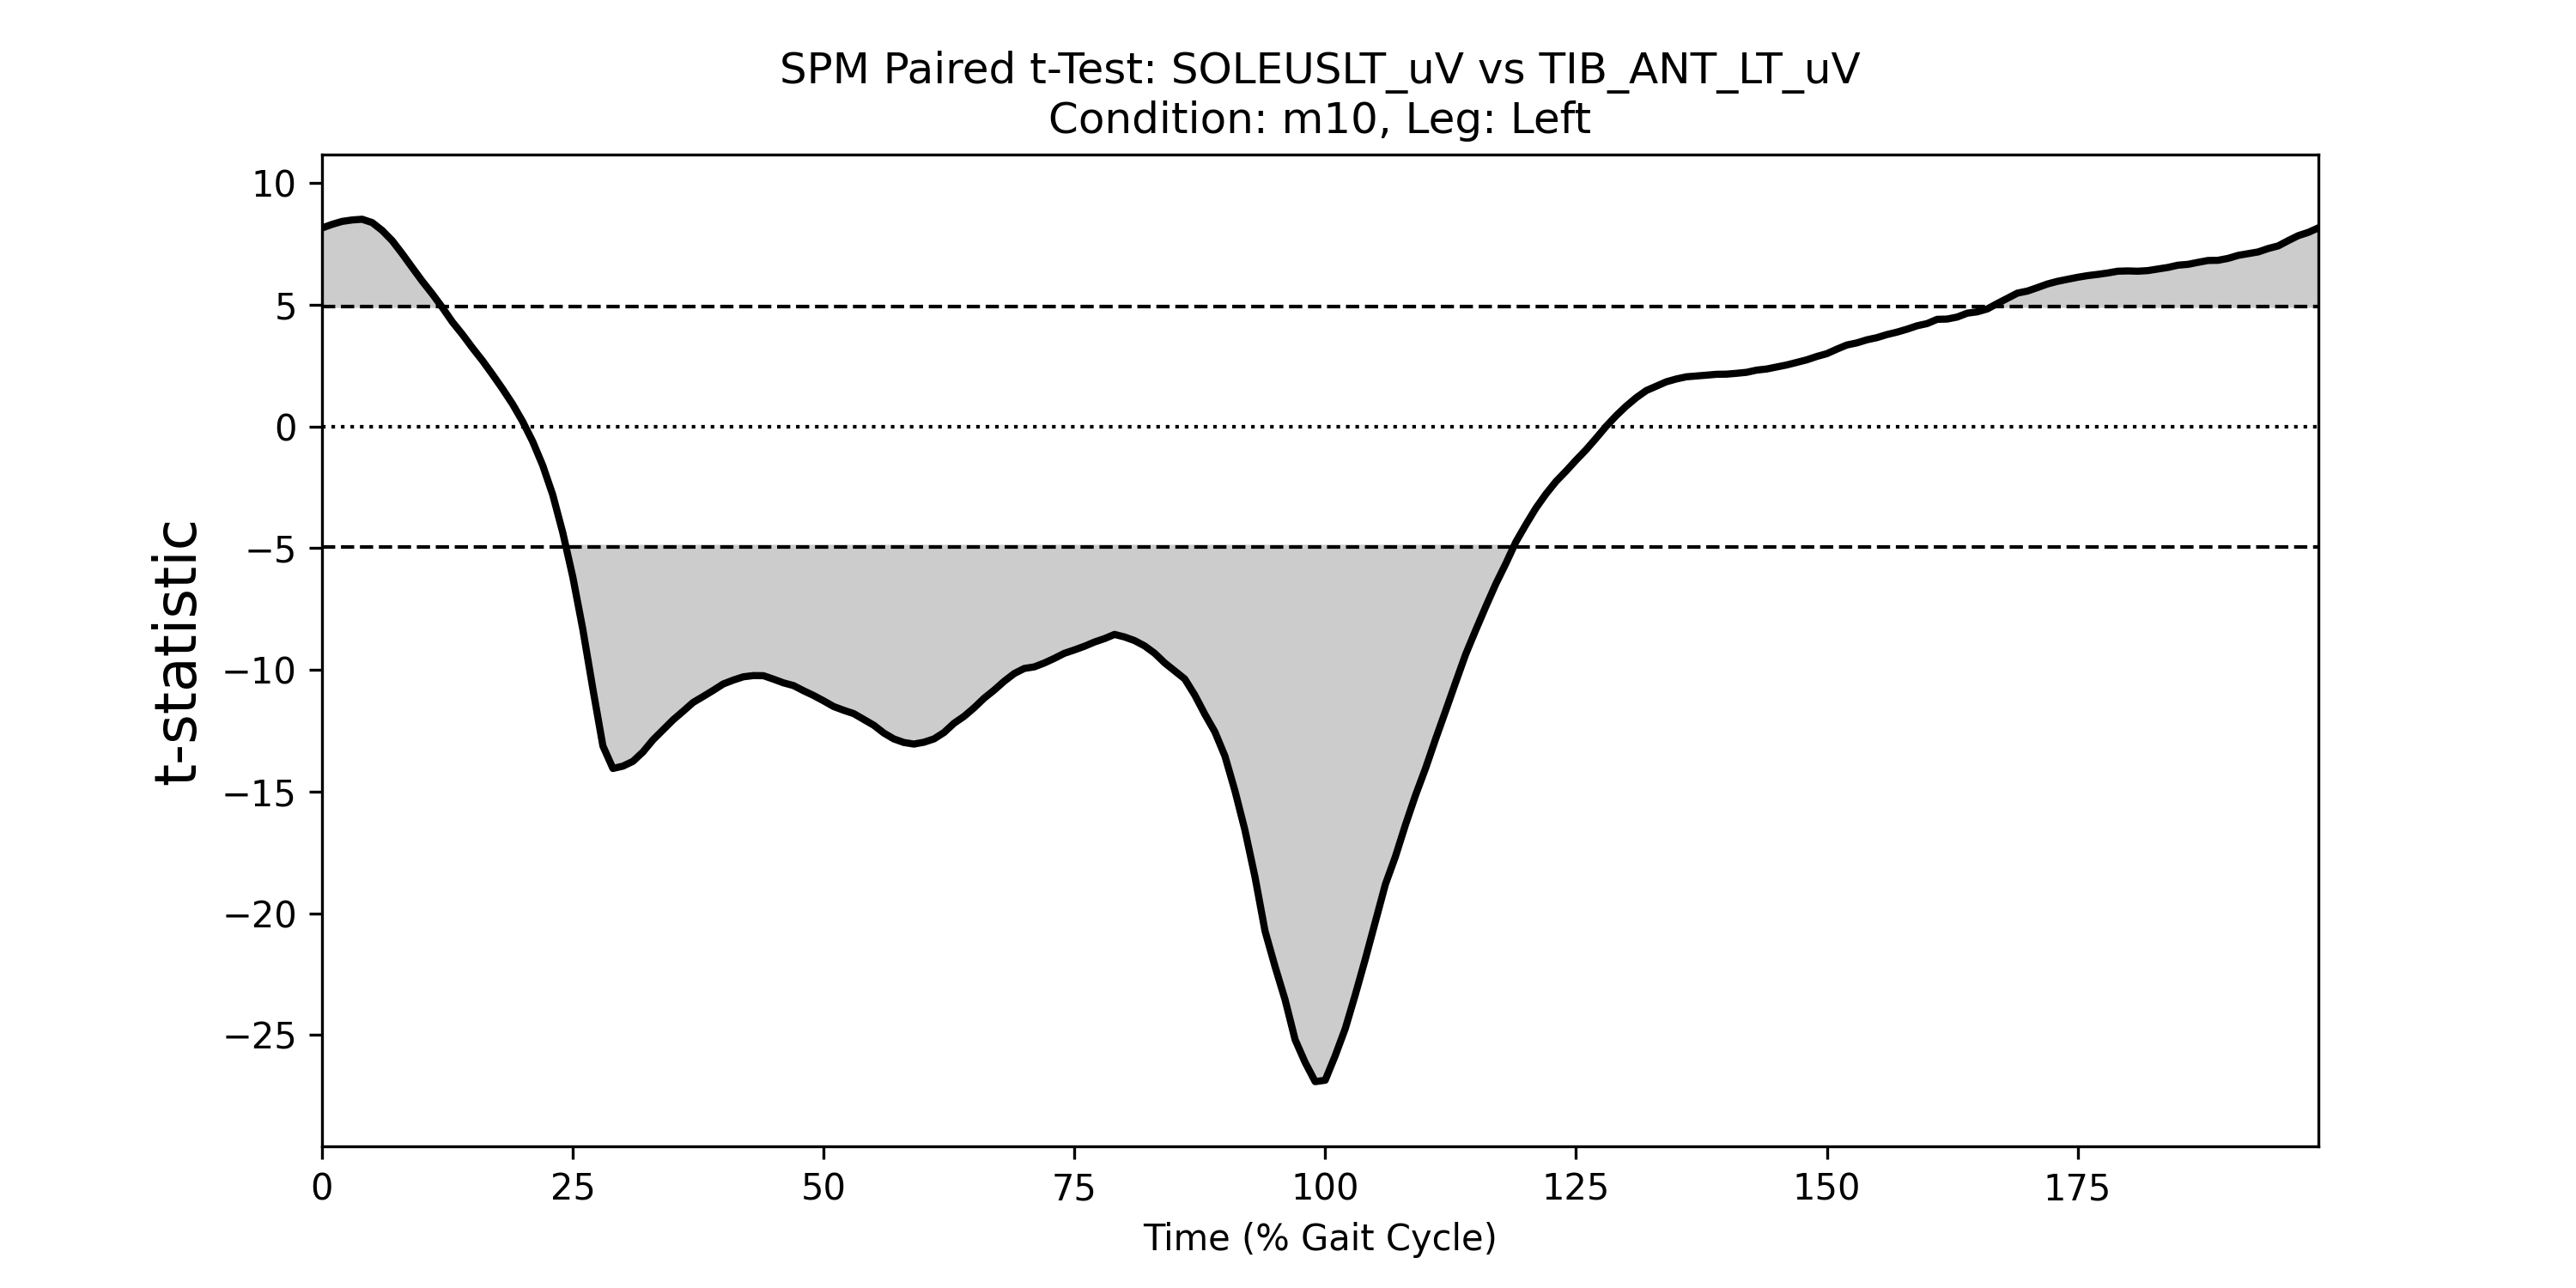 SPM Paired t-Test: SOLEUSLT_uV vs TIB_ANT_LT_uV
Condition: m10, Leg: Left
t-statistic
10
5
0
−5
−10
−15
−20
−25
0 25 50 75 100 125 150 175
Time (% Gait Cycle)